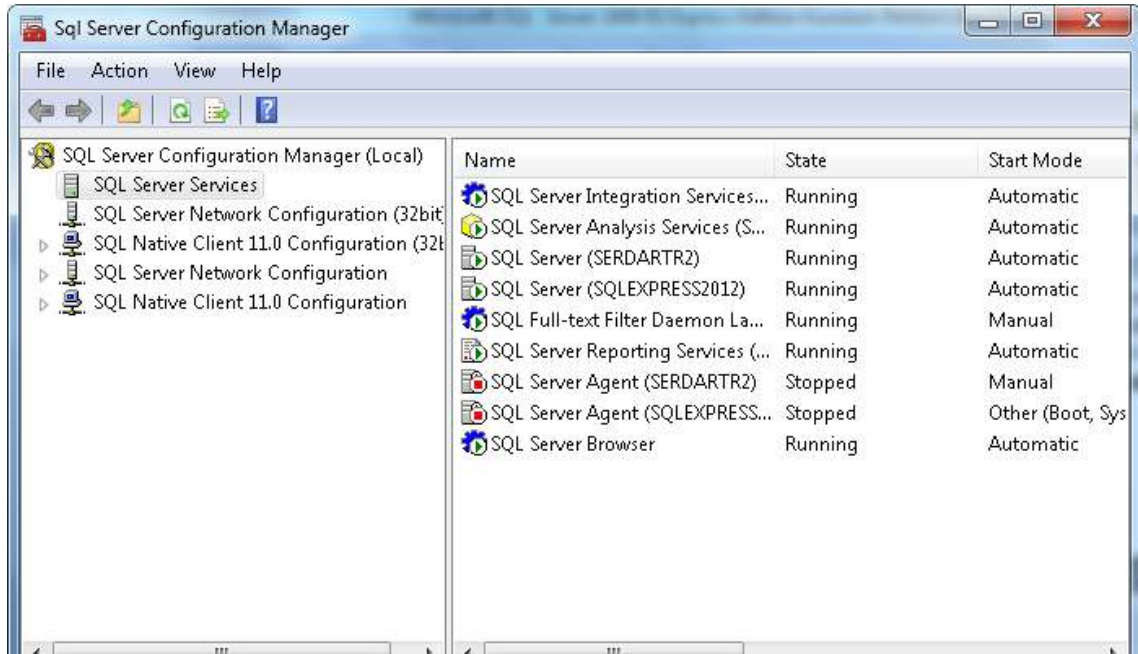 Sql Server Configuration Manager
File Action View Help
SQL Server Configuration Manager (Local)
SQL Server Services
SQL Server Network Configuration (32bit
SQL Native Client 11.0 Configuration (32b
SQL Server Network Configuration
SQL Native Client 11.0 Configuration
Name State Start Mode
SQL Server Integration Services... Running Automatic
SQL Server Analysis Services (S... Running Automatic
SQL Server (SERDARTR2) Running Automatic
SQL Server (SQLEXPRESS2012) Running Automatic
SQL Full-text Filter Daemon La... Running Manual
SQL Server Reporting Services (... Running Automatic
SQL Server Agent (SERDARTR2) Stopped Manual
SQL Server Agent (SQLEXPRESS... Stopped Other (Boot, Sys
SQL Server Browser Running Automatic